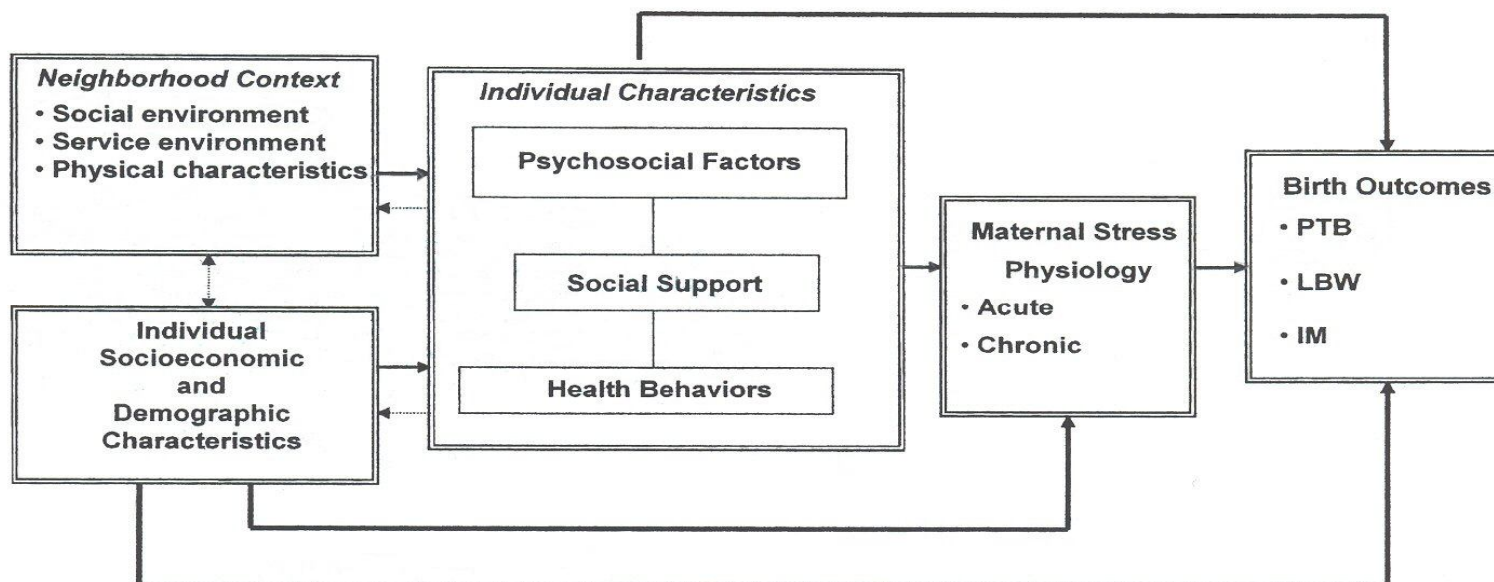 Neighborhood Context
• Social environment
• Service environment
• Physical characteristics
Individual
Socioeconomic
and
Demographic
Characteristics
Individual Characteristics
Psychosocial Factors
Social Support
Health Behaviors
Maternal Stress
Physiology
• Acute
• Chronic
Birth Outcomes
• PTB
• LBW
• IM